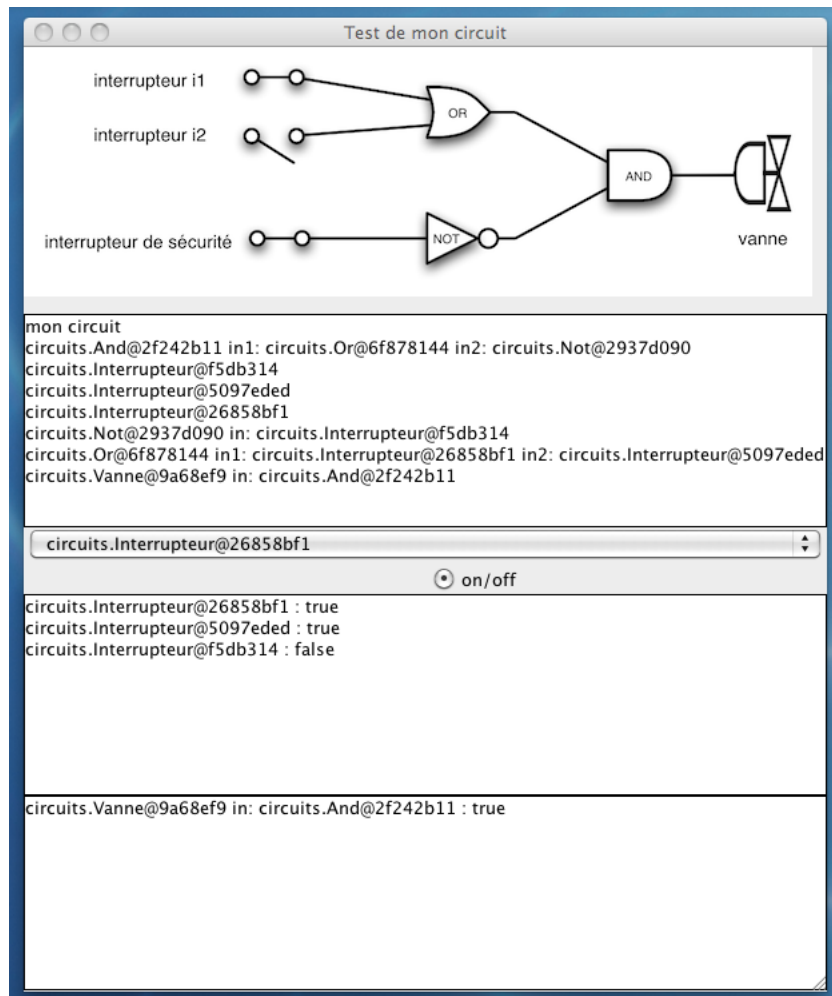 Test de mon circuit
interrupteur i1
OR
interrupteur i2
AND
interrupteur de sécurité
NOT
vanne
mon circuit
circuits.And@2f242b11 in1: circuits.Or@6f878144 in2: circuits.Not@2937d090
circuits.Interrupteur@f5db314
circuits.Interrupteur@5097eded
circuits.Interrupteur@26858bf1
circuits.Not@2937d090 in: circuits.Interrupteur@f5db314
circuits.Or@6f878144 in1: circuits.Interrupteur@26858bf1 in2: circuits.Interrupteur@5097eded
circuits.Vanne@9a68ef9 in: circuits.And@2f242b11
circuits.Interrupteur@26858bf1
on/off
circuits.Interrupteur@26858bf1 : true
circuits.Interrupteur@5097eded : true
circuits.Interrupteur@f5db314 : false
circuits.Vanne@9a68ef9 in: circuits.And@2f242b11 : true